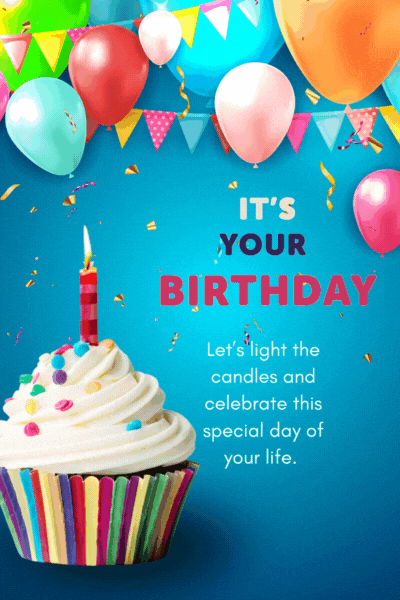 IT'S
YOUR
BIRTHDAY
Let's light the
candles and
celebrate this
special day of
your life.